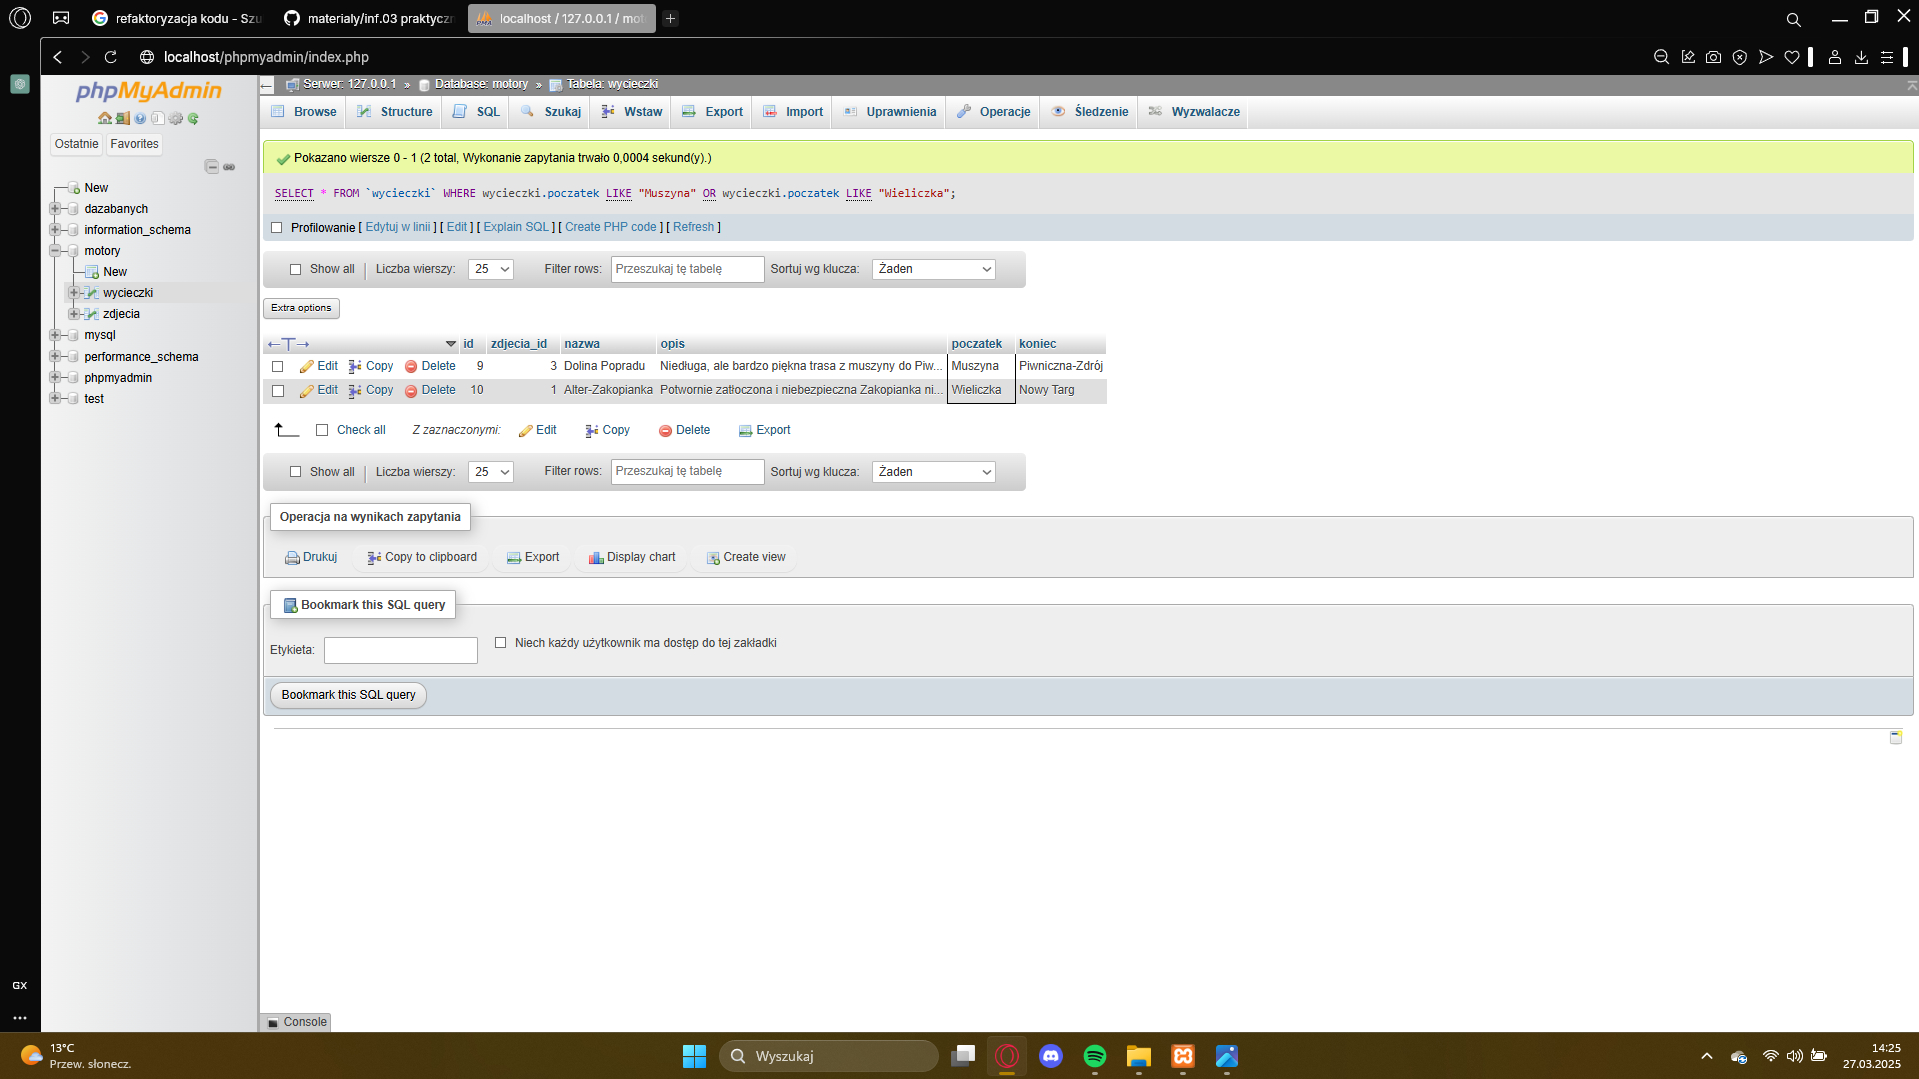 refaktoryzacja kodu - Szu
materialy/inf.03 praktyczn
localhost / 127.0.0.1 / mot
localhost/phpmyadmin/index.php
phpMyAdmin
Ostatnie
Favorites
New
dazabanych
information_schema
motory
New
wycieczki
zdjecia
mysql
performance_schema
phpmyadmin
test
Serwer: 127.0.0.1 » Database: motory » Tabela: wycieczki
Browse
Structure
SQL
Szukaj
Wstaw
Export
Import
Uprawnienia
Operacje
Śledzenie
Wyzwalacze
Pokazano wiersze 0 - 1 (2 total, Wykonanie zapytania trwało 0,0004 sekund(y).)
SELECT * FROM `wycieczki` WHERE wycieczki.poczatek LIKE "Muszyna" OR wycieczki.poczatek LIKE "Wieliczka";
Profilowanie [ Edytuj w linii ] [ Edit ] [ Explain SQL ] [ Create PHP code ] [ Refresh ]
Show all | Liczba wierszy: 25 Filter rows: Przeszukaj tę tabelę Sortuj wg klucza: Żaden
Extra options
←T→ id zdjecia_id nazwa opis poczatek koniec
Edit Copy Delete 9 3 Dolina Popradu Niedługa, ale bardzo piękna trasa z muszyny do Piw... Muszyna Piwniczna-Zdrój
Edit Copy Delete 10 1 Alter-Zakopianka Potwornie zatłoczona i niebezpieczna Zakopianka ni... Wieliczka Nowy Targ
Check all Z zaznaczonymi: Edit Copy Delete Export
Show all | Liczba wierszy: 25 Filter rows: Przeszukaj tę tabelę Sortuj wg klucza: Żaden
Operacja na wynikach zapytania
Drukuj Copy to clipboard Export Display chart Create view
Bookmark this SQL query
Etykieta: Niech każdy użytkownik ma dostęp do tej zakładki
Bookmark this SQL query
Console
GX
13°C
Przew. słonecz.
Wyszukaj
14:25
27.03.2025